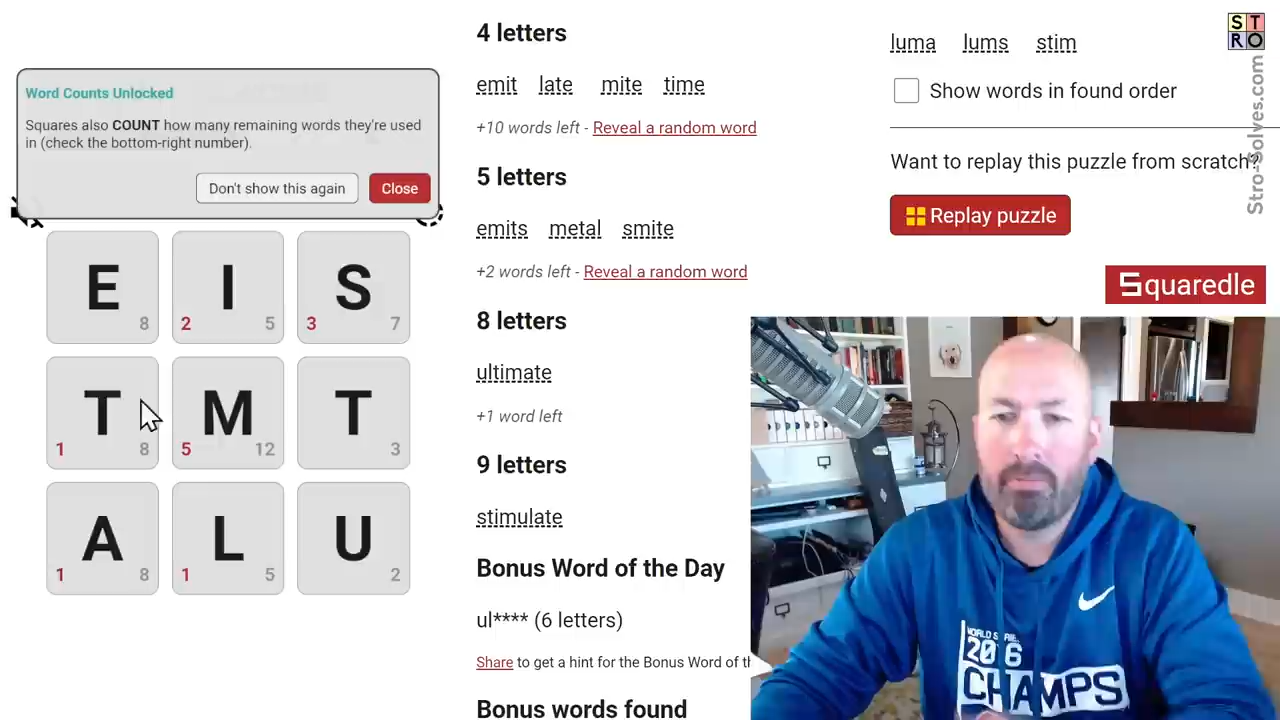 Word Counts Unlocked
Squares also COUNT how many remaining words they're used
in (check the bottom-right number).
Don't show this again
Close
E
8
I
2
5
S
3
7
T
1
8
M
5
12
T
3
A
1
8
L
1
5
U
2
4 letters
emit late mite time
+10 words left - Reveal a random word
5 letters
emits metal smite
+2 words left - Reveal a random word
8 letters
ultimate
+1 word left
9 letters
stimulate
Bonus Word of the Day
ul**** (6 letters)
Share to get a hint for the Bonus Word of th
Bonus words found
luma lums stim
Show words in found order
Want to replay this puzzle from scratch?
Replay puzzle
Squaredle
S T
R O
Stro-Solves.com
WORLD SERIES
2016
CHAMPS